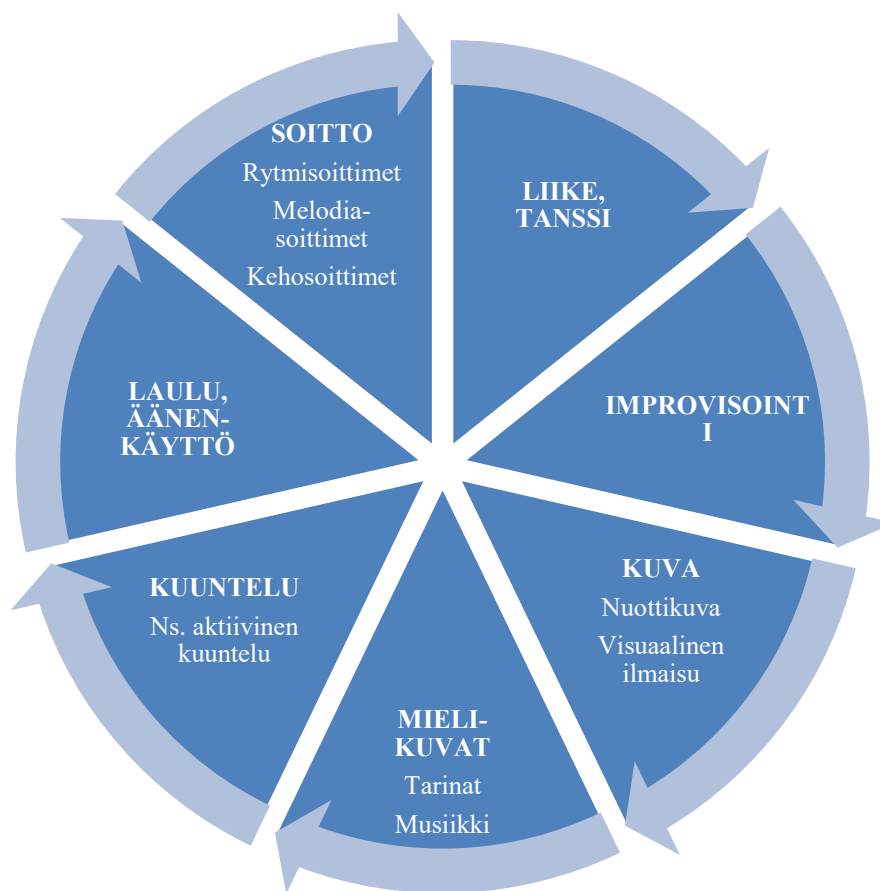 SOITTO
Rytmisoittimet
Melodia-
soittimet
Kehosoittimet
LIIKE,
TANSSI
IMPROVISOINT
I
KUVA
Nuottikuva
Visuaalinen
ilmaisu
MIELI-
KUVAT
Tarinat
Musiikki
KUUNTELU
Ns. aktiivinen
kuuntelu
LAULU,
ÄÄNEN-
KÄYTTÖ